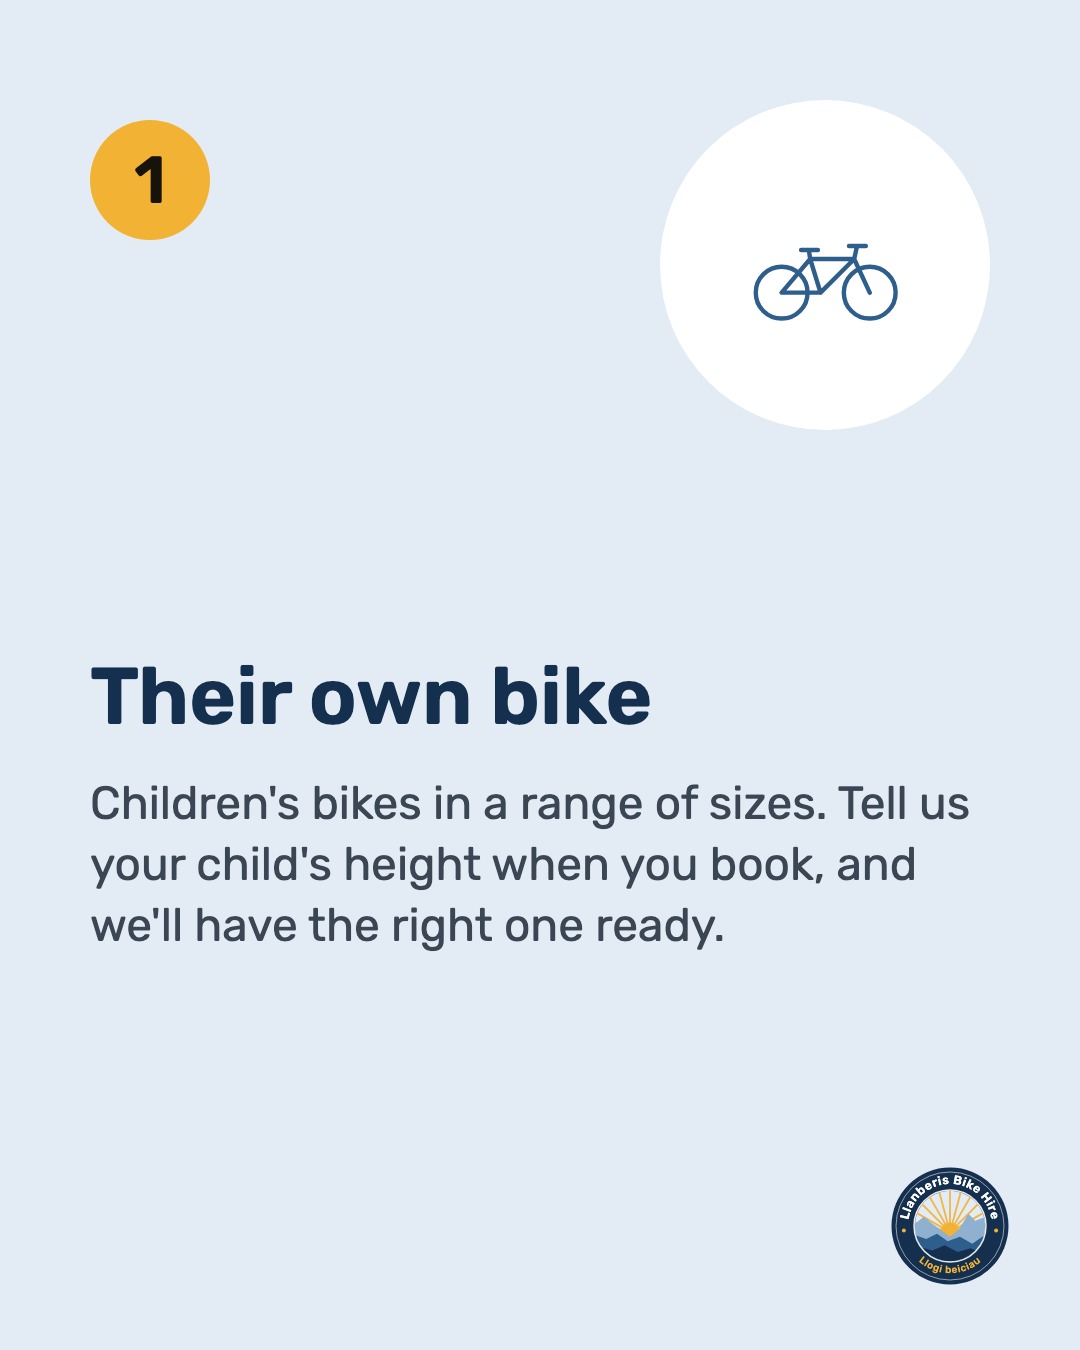 1
Their own bike
Children's bikes in a range of sizes. Tell us
your child's height when you book, and
we'll have the right one ready.
Llanberis Bike Hire
Llogi beiciau